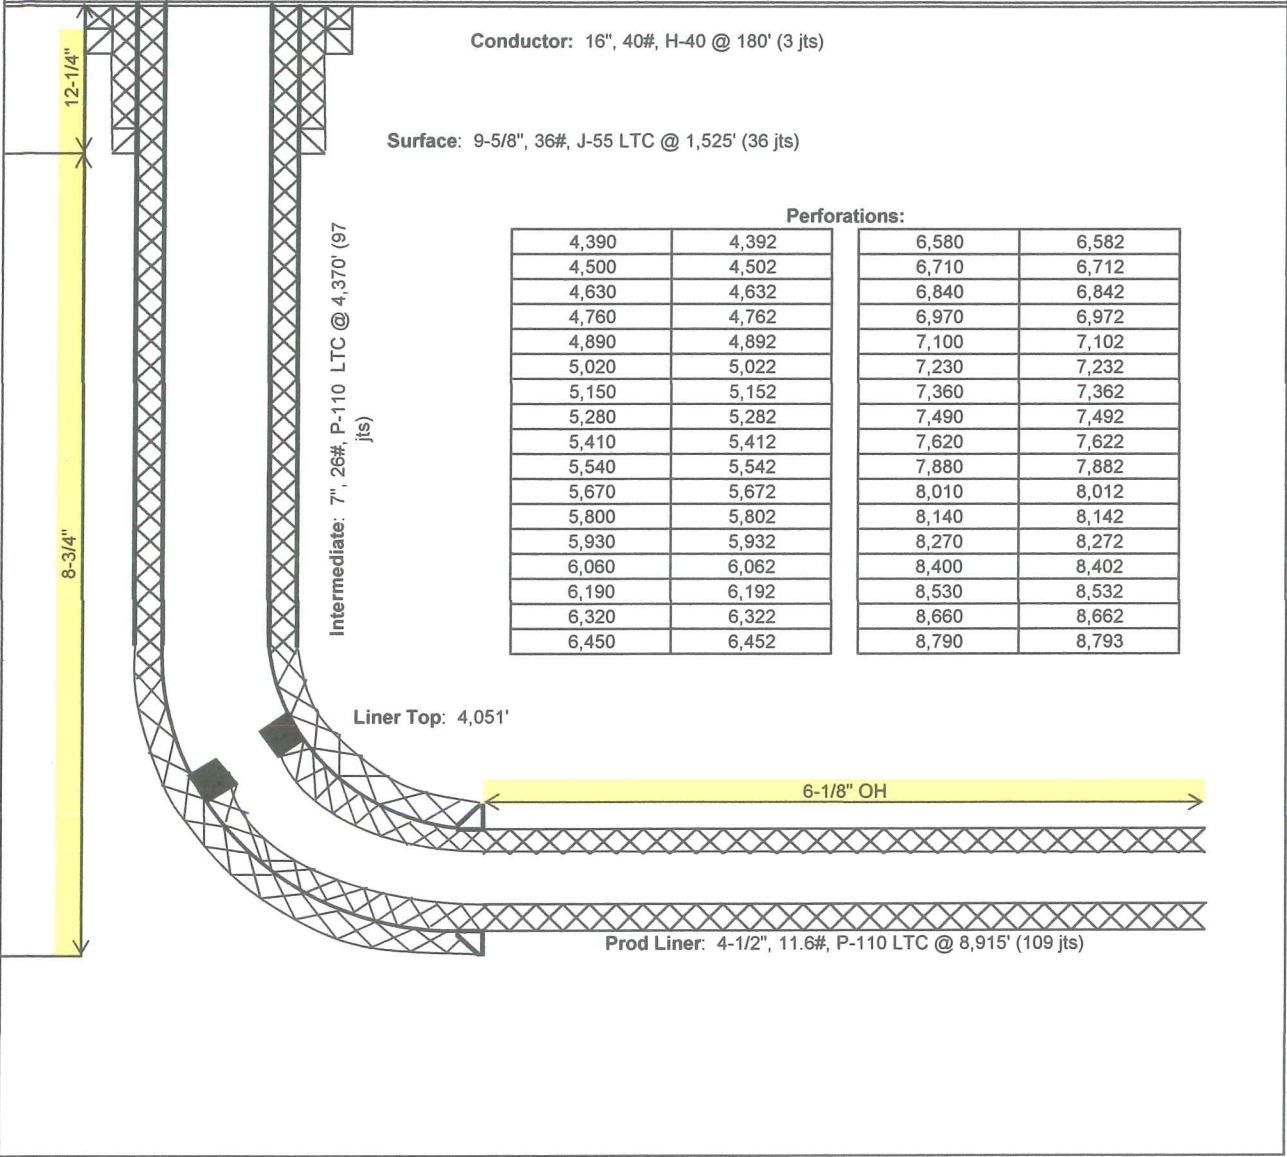 12-1/4"
Conductor: 16", 40#, H-40 @ 180' (3 jts)
Surface: 9-5/8", 36#, J-55 LTC @ 1,525' (36 jts)
Intermediate: 7", 26#, P-110 LTC @ 4,370' (97
jts)
8-3/4"
Perforations:
4,390 4,392 6,580 6,582
4,500 4,502 6,710 6,712
4,630 4,632 6,840 6,842
4,760 4,762 6,970 6,972
4,890 4,892 7,100 7,102
5,020 5,022 7,230 7,232
5,150 5,152 7,360 7,362
5,280 5,282 7,490 7,492
5,410 5,412 7,620 7,622
5,540 5,542 7,880 7,882
5,670 5,672 8,010 8,012
5,800 5,802 8,140 8,142
5,930 5,932 8,270 8,272
6,060 6,062 8,400 8,402
6,190 6,192 8,530 8,532
6,320 6,322 8,660 8,662
6,450 6,452 8,790 8,793
Liner Top: 4,051'
6-1/8" OH
Prod Liner: 4-1/2", 11.6#, P-110 LTC @ 8,915' (109 jts)